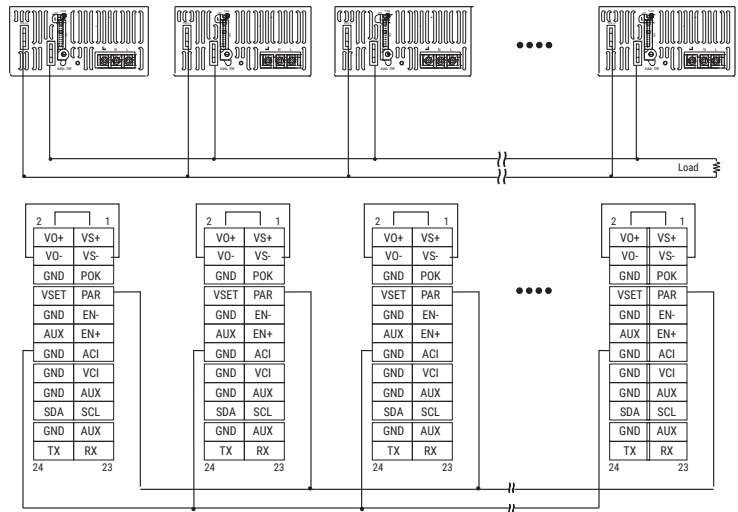 Load
2 1
VO+ VS+
VO- VS-
GND POK
VSET PAR
GND EN-
AUX EN+
GND ACI
GND VCI
GND AUX
SDA SCL
GND AUX
TX RX
24 23
2 1
VO+ VS+
VO- VS-
GND POK
VSET PAR
GND EN-
AUX EN+
GND ACI
GND VCI
GND AUX
SDA SCL
GND AUX
TX RX
24 23
2 1
VO+ VS+
VO- VS-
GND POK
VSET PAR
GND EN-
AUX EN+
GND ACI
GND VCI
GND AUX
SDA SCL
GND AUX
TX RX
24 23
2 1
VO+ VS+
VO- VS-
GND POK
VSET PAR
GND EN-
AUX EN+
GND ACI
GND VCI
GND AUX
SDA SCL
GND AUX
TX RX
24 23